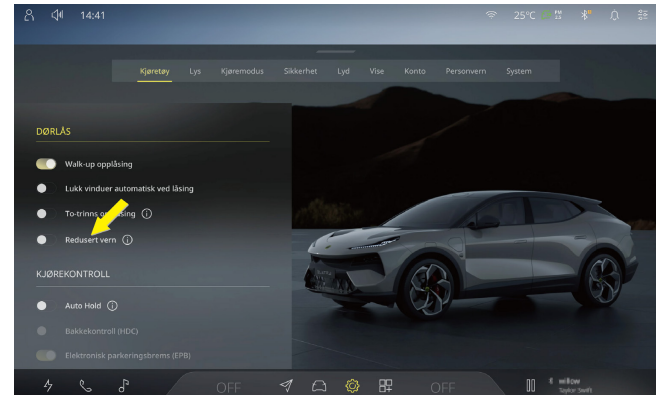 14:41
25°C
Kjøretøy Lys Kjøremodus Sikkerhet Lyd Vise Konto Personvern System
DØRLÅS
Walk-up opplåsing
Lukk vinduer automatisk ved låsing
To-trinns
Redusert vern
KJØREKONTROLL
Auto Hold
Bakkekontroll (HDC)
Elektronisk parkeringsbrems (EPB)
OFF OFF
willow
Taylor Swift